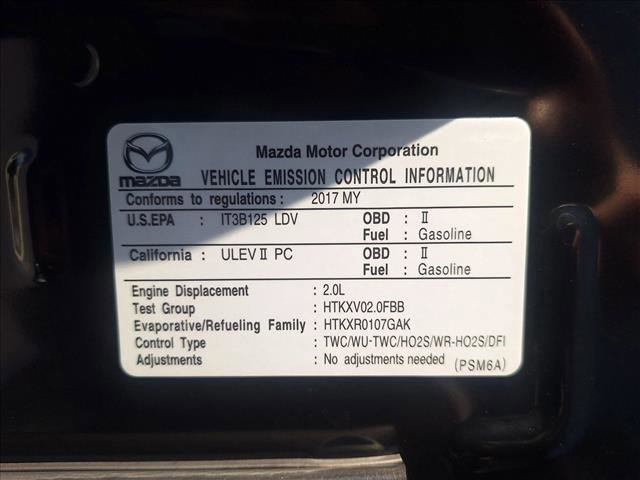 Mazda Motor Corporation
mazda VEHICLE EMISSION CONTROL INFORMATION
Conforms to regulations: 2017 MY
U.S.EPA : IT3B125 LDV OBD : II
Fuel : Gasoline
California : ULEV II PC OBD : II
Fuel : Gasoline
Engine Displacement : 2.0L
Test Group : HTKXV02.0FBB
Evaporative/Refueling Family : HTKXR0107GAK
Control Type : TWC/WU-TWC/HO2S/WR-HO2S/DFI
Adjustments : No adjustments needed (PSM6A)